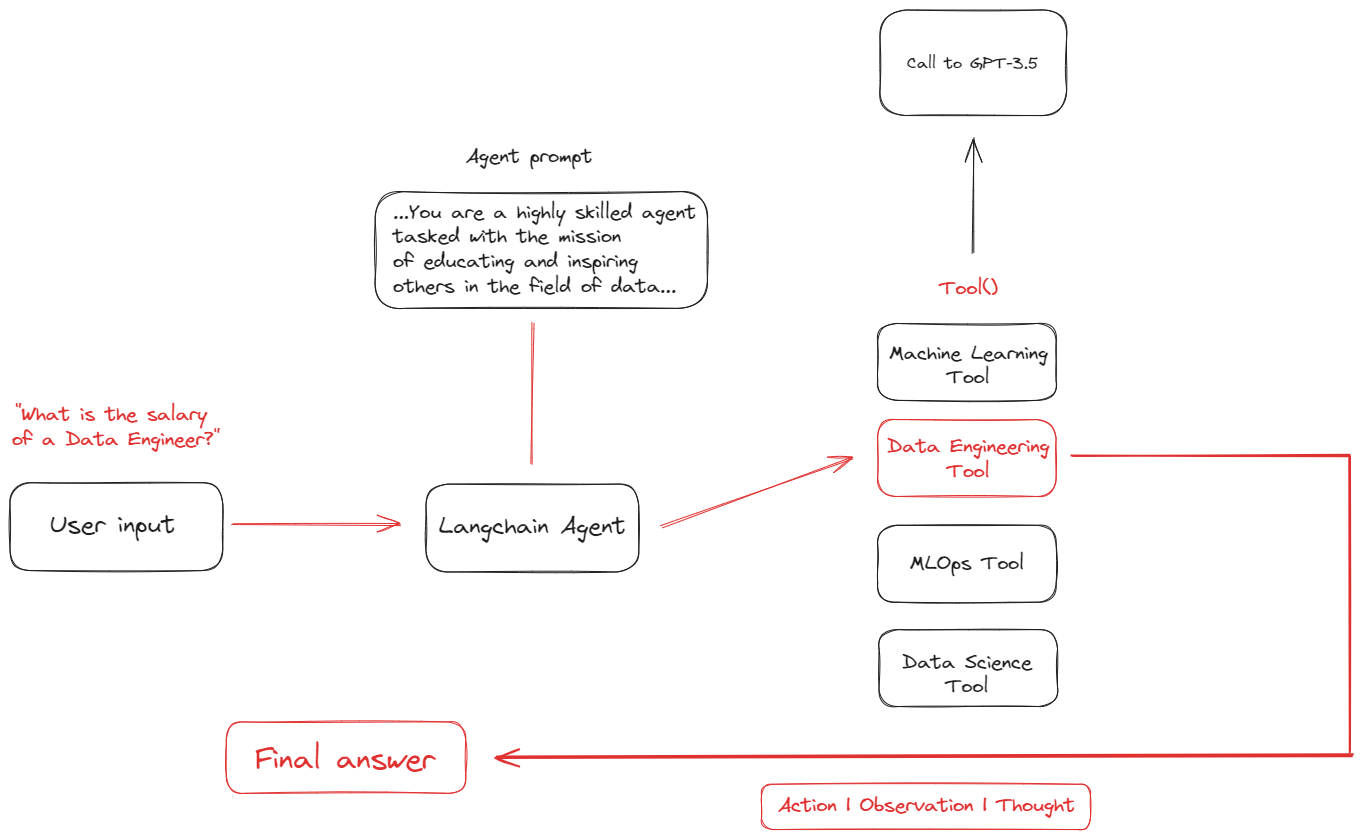 Call to GPT-3.5
Agent prompt
...You are a highly skilled agent
tasked with the mission
of educating and inspiring
others in the field of data...
Tool()
Machine Learning
Tool
"What is the salary
of a Data Engineer?"
Data Engineering
Tool
User input
Langchain Agent
MLOps Tool
Data Science
Tool
Final answer
Action | Observation | Thought